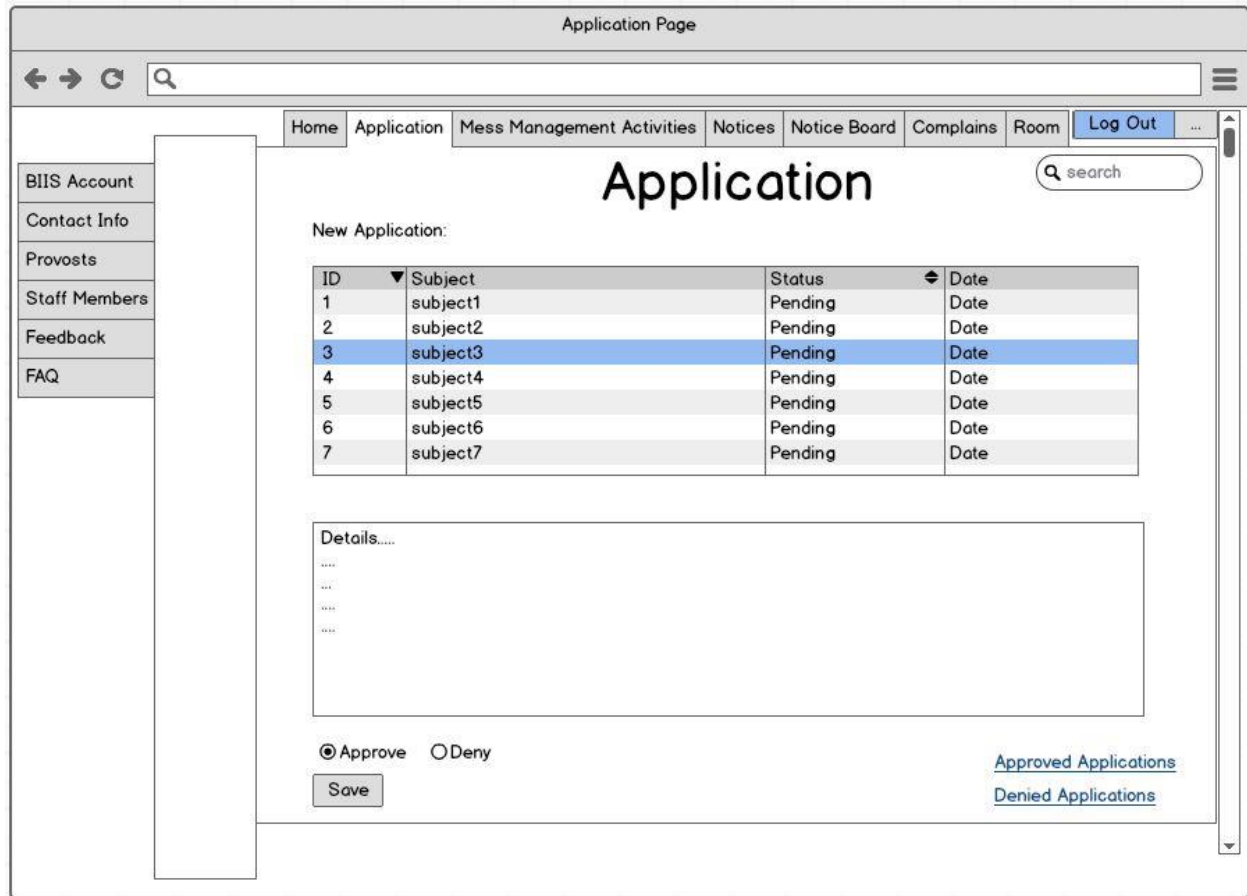 Application Page
Home Application Mess Management Activities Notices Notice Board Complains Room Log Out ...
BIIS Account
Contact Info
Provosts
Staff Members
Feedback
FAQ
Application
search
New Application:
ID Subject Status Date
1 subject1 Pending Date
2 subject2 Pending Date
3 subject3 Pending Date
4 subject4 Pending Date
5 subject5 Pending Date
6 subject6 Pending Date
7 subject7 Pending Date
Details.....
....
...
....
....
Approve Deny
Save
Approved Applications
Denied Applications